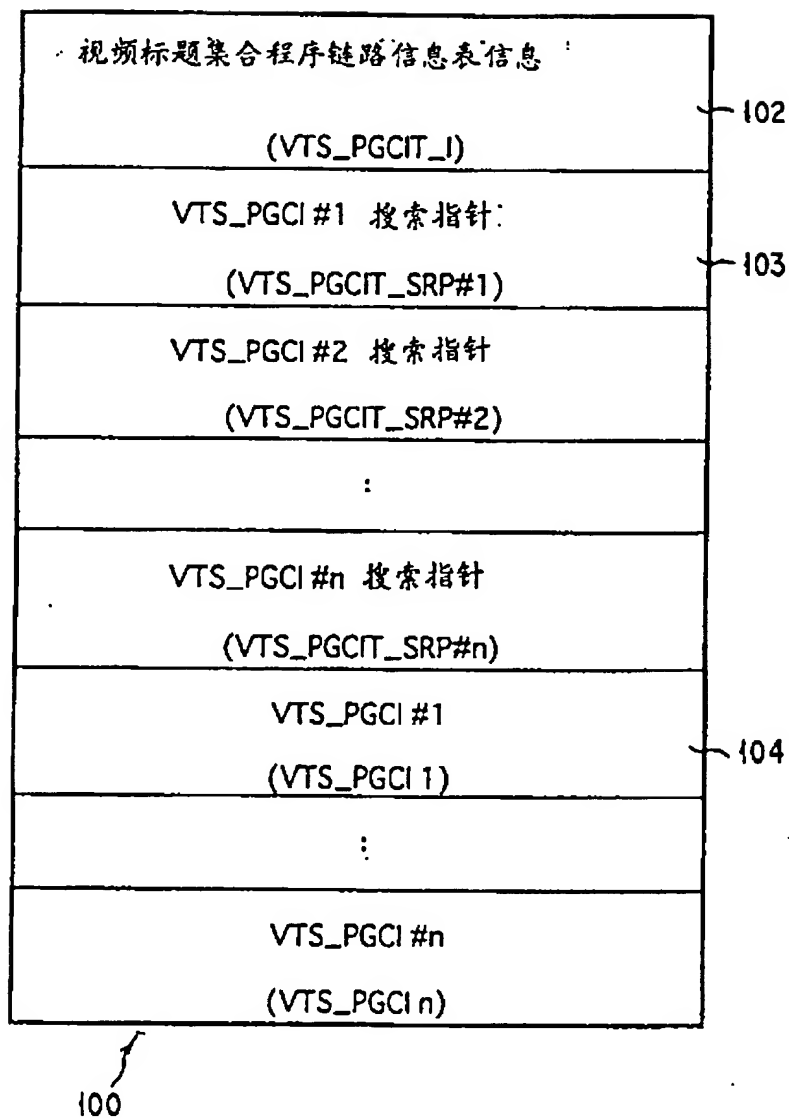 视频标题集合程序链路信息表信息
(VTS_PGCIT_I)
102
VTS_PGCI #1 搜索指针
(VTS_PGCIT_SRP#1)
103
VTS_PGCI #2 搜索指针
(VTS_PGCIT_SRP#2)
:
VTS_PGCI #n 搜索指针
(VTS_PGCIT_SRP#n)
VTS_PGCI #1
(VTS_PGCI 1)
104
:
VTS_PGCI #n
(VTS_PGCI n)
100